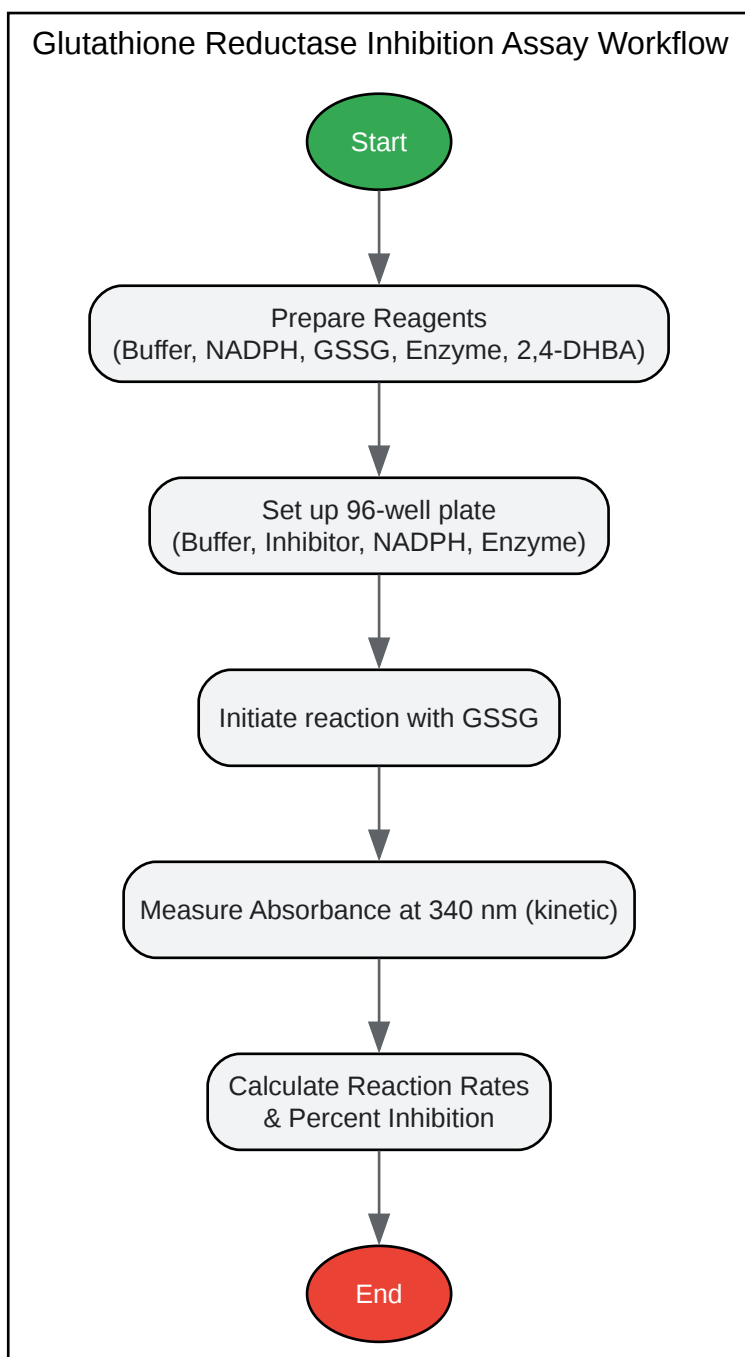 Glutathione Reductase Inhibition Assay Workflow
Start
Prepare Reagents
(Buffer, NADPH, GSSG, Enzyme, 2,4-DHBA)
Set up 96-well plate
(Buffer, Inhibitor, NADPH, Enzyme)
Initiate reaction with GSSG
Measure Absorbance at 340 nm (kinetic)
Calculate Reaction Rates
& Percent Inhibition
End